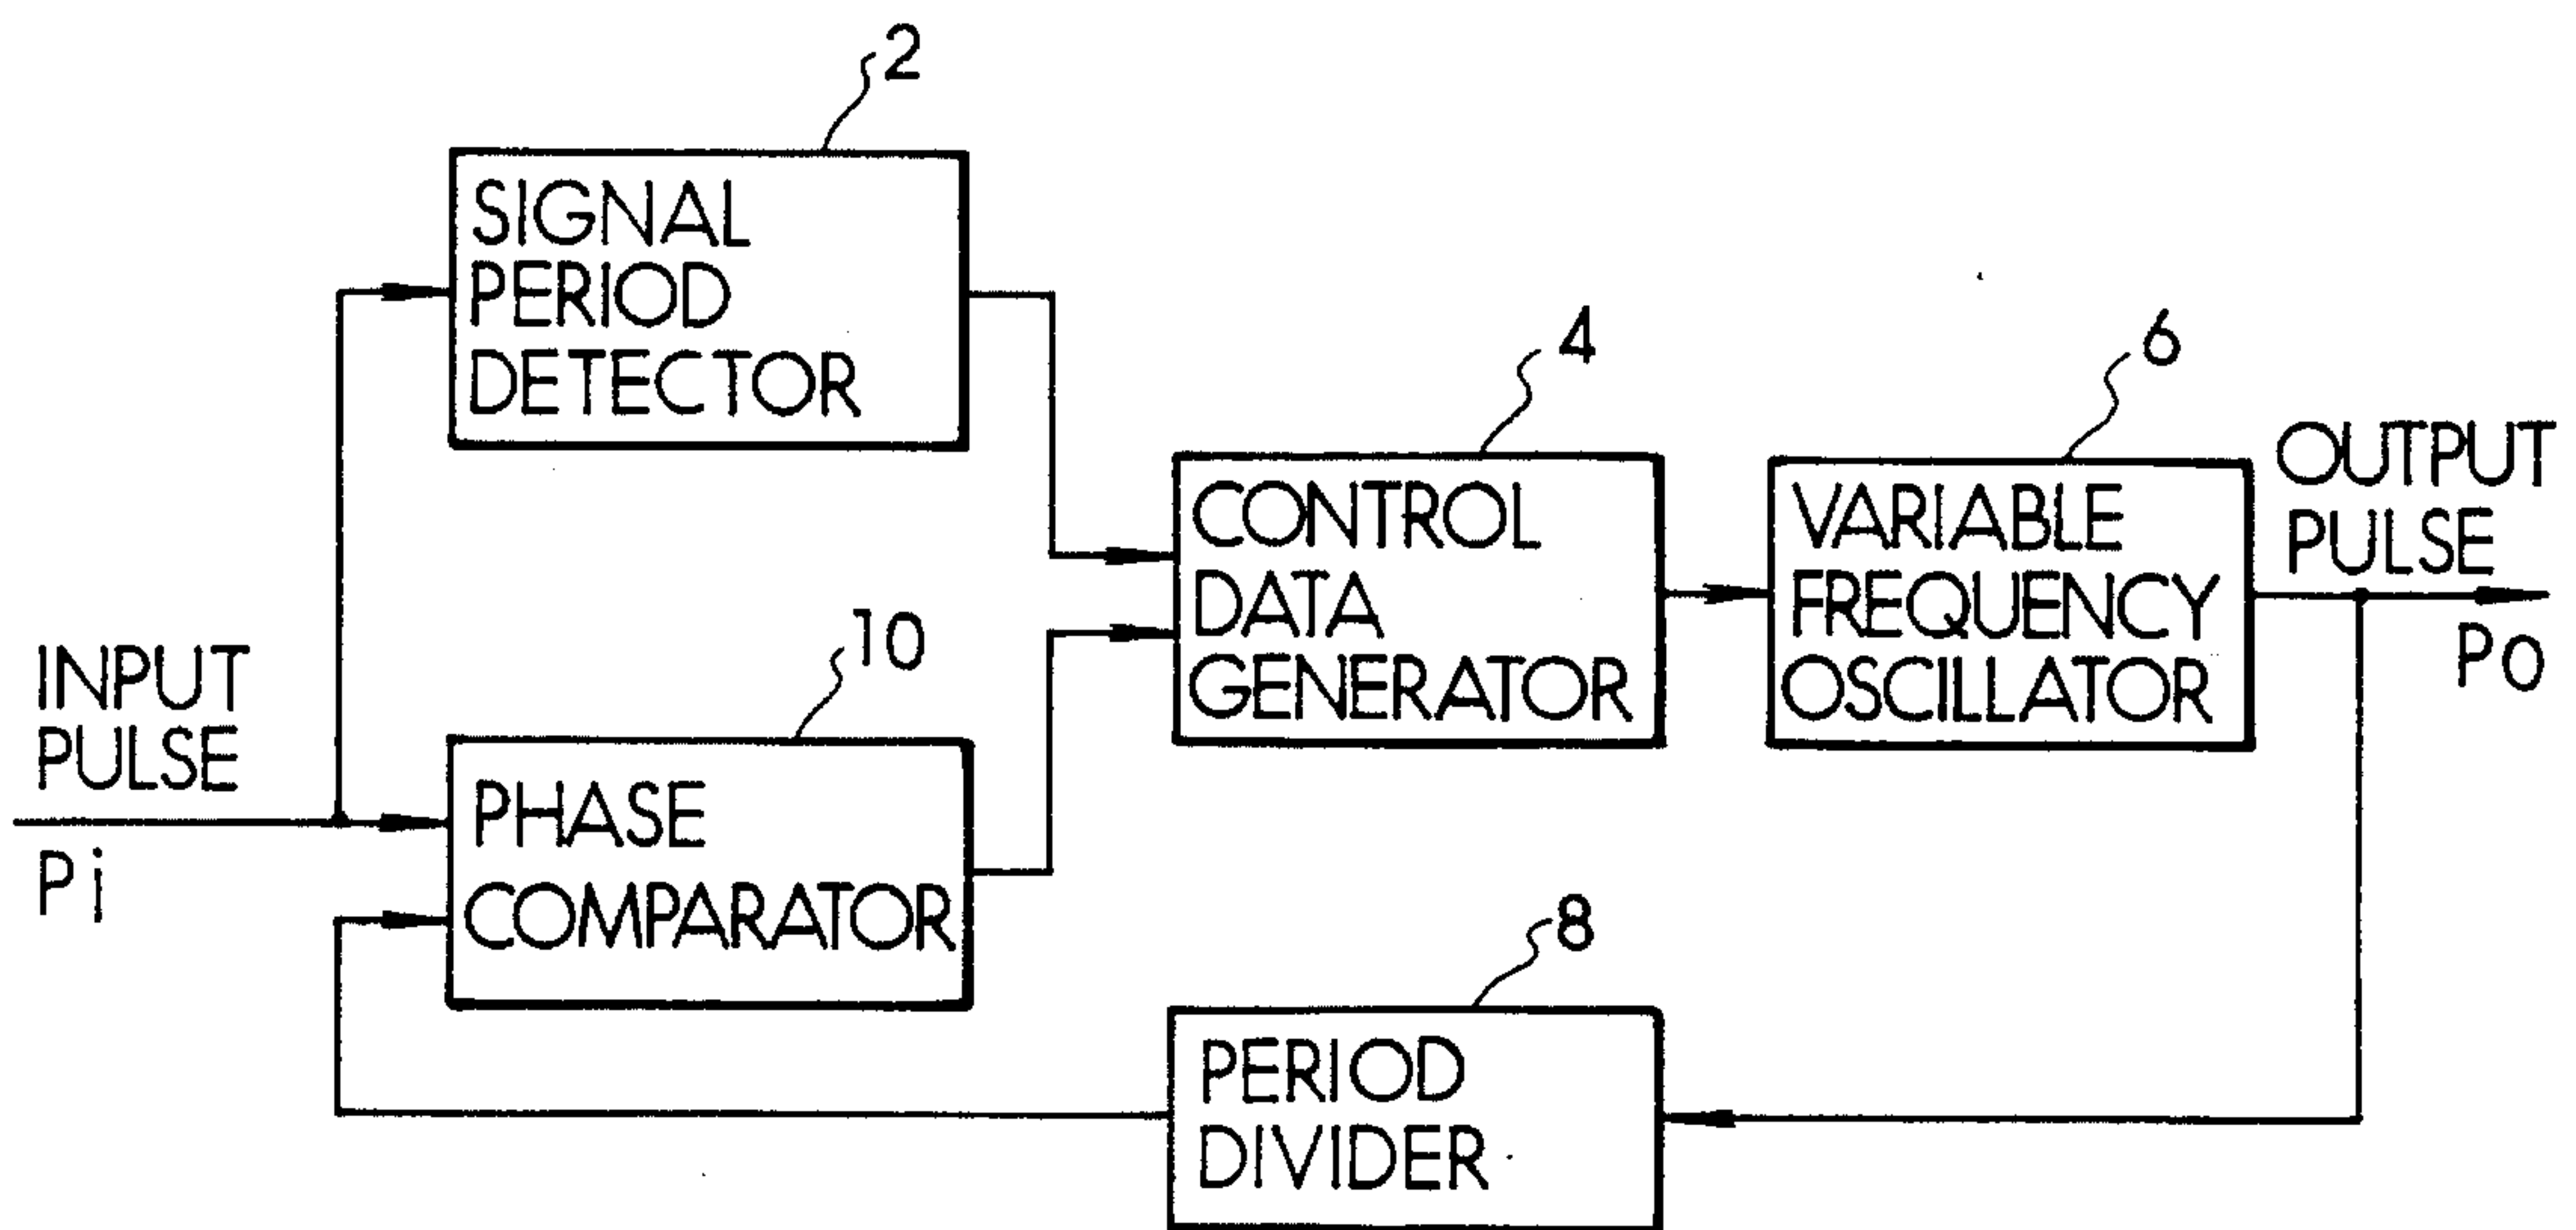 2
SIGNAL
PERIOD
DETECTOR
4
6
CONTROL
DATA
GENERATOR
VARIABLE
FREQUENCY
OSCILLATOR
OUTPUT
PULSE
Po
INPUT
PULSE
Pi
10
PHASE
COMPARATOR
8
PERIOD
DIVIDER